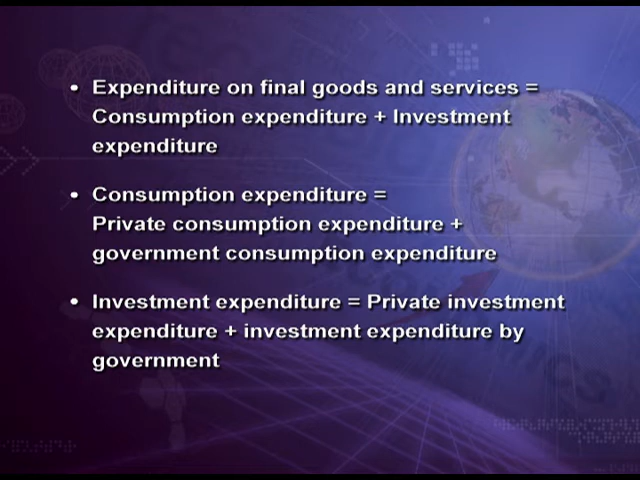 • Expenditure on final goods and services =
Consumption expenditure + Investment
expenditure
• Consumption expenditure =
Private consumption expenditure +
government consumption expenditure
• Investment expenditure = Private investment
expenditure + investment expenditure by
government